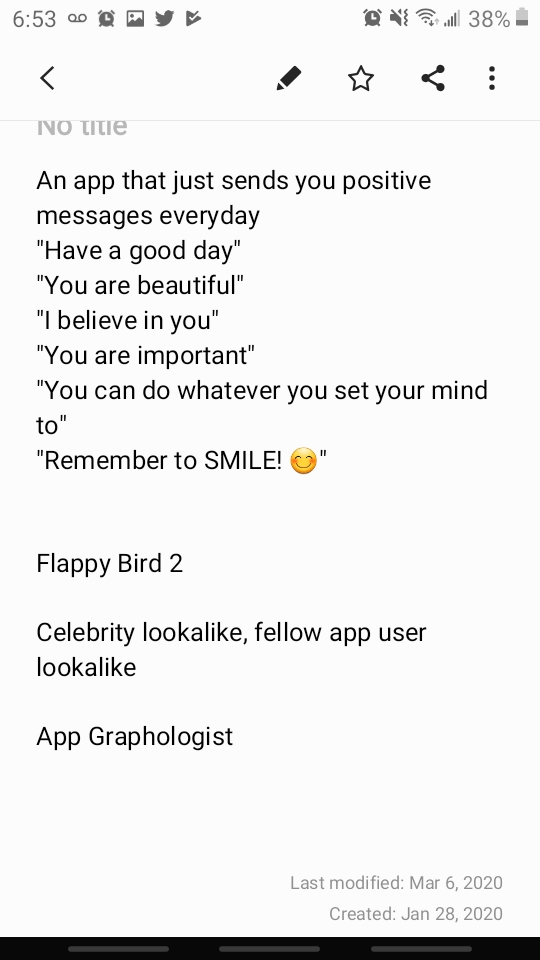 6:53 38%
No title
An app that just sends you positive
messages everyday
"Have a good day"
"You are beautiful"
"I believe in you"
"You are important"
"You can do whatever you set your mind
to"
"Remember to SMILE! 😊"
Flappy Bird 2
Celebrity lookalike, fellow app user
lookalike
App Graphologist
Last modified: Mar 6, 2020
Created: Jan 28, 2020